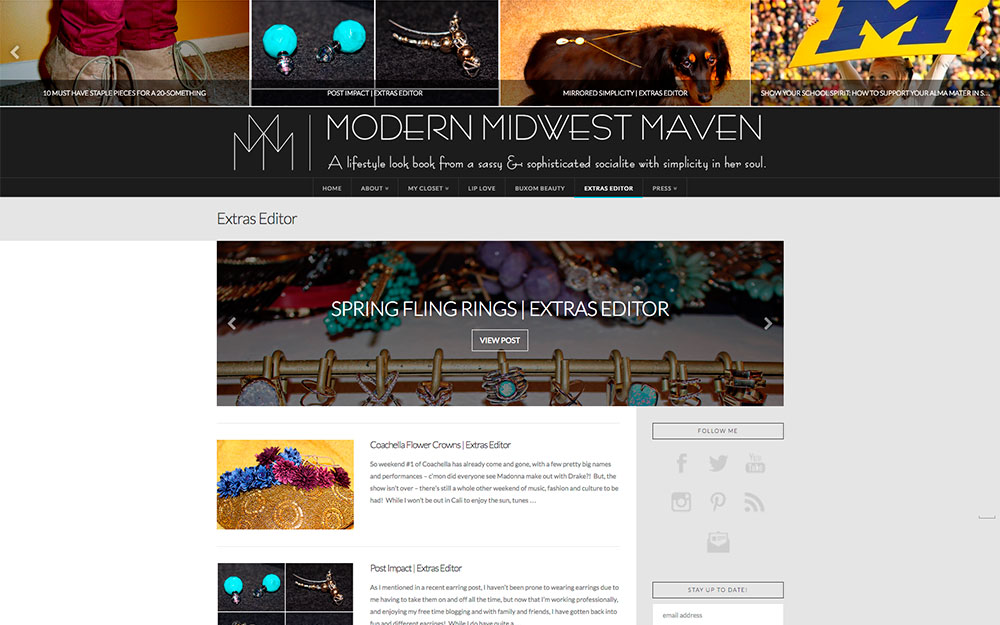 10 MUST HAVE STAPLE PIECES FOR A 20-SOMETHING
POST IMPACT | EXTRAS EDITOR
MIRRORED SIMPLICITY | EXTRAS EDITOR
SHOW YOUR SCHOOL SPIRIT: HOW TO SUPPORT YOUR ALMA MATER IN S...
M
MM
MODERN MIDWEST MAVEN
A lifestyle look book from a sassy & sophisticated socialite with simplicity in her soul.
HOME ABOUT MY CLOSET LIP LOVE BUXOM BEAUTY EXTRAS EDITOR PRESS
Extras Editor
SPRING FLING RINGS | EXTRAS EDITOR
VIEW POST
Coachella Flower Crowns | Extras Editor
So weekend #1 of Coachella has already come and gone, with a few pretty big names
and performances – c'mon did everyone see Madonna make out with Drake?! But, the
show isn't over – there's still a whole other weekend of music, fashion and culture to be
had! While I won't be out in Cali to enjoy the sun, tunes ...
Post Impact | Extras Editor
As I mentioned in a recent earring post, I haven't been prone to wearing earrings due to
me having to take them on and off all the time, but now that I'm working professionally,
and enjoying my free time blogging and with family and friends, I have gotten back into
fun and different earrings! While I do have quite a
FOLLOW ME
You
Tube
STAY UP TO DATE!
email address